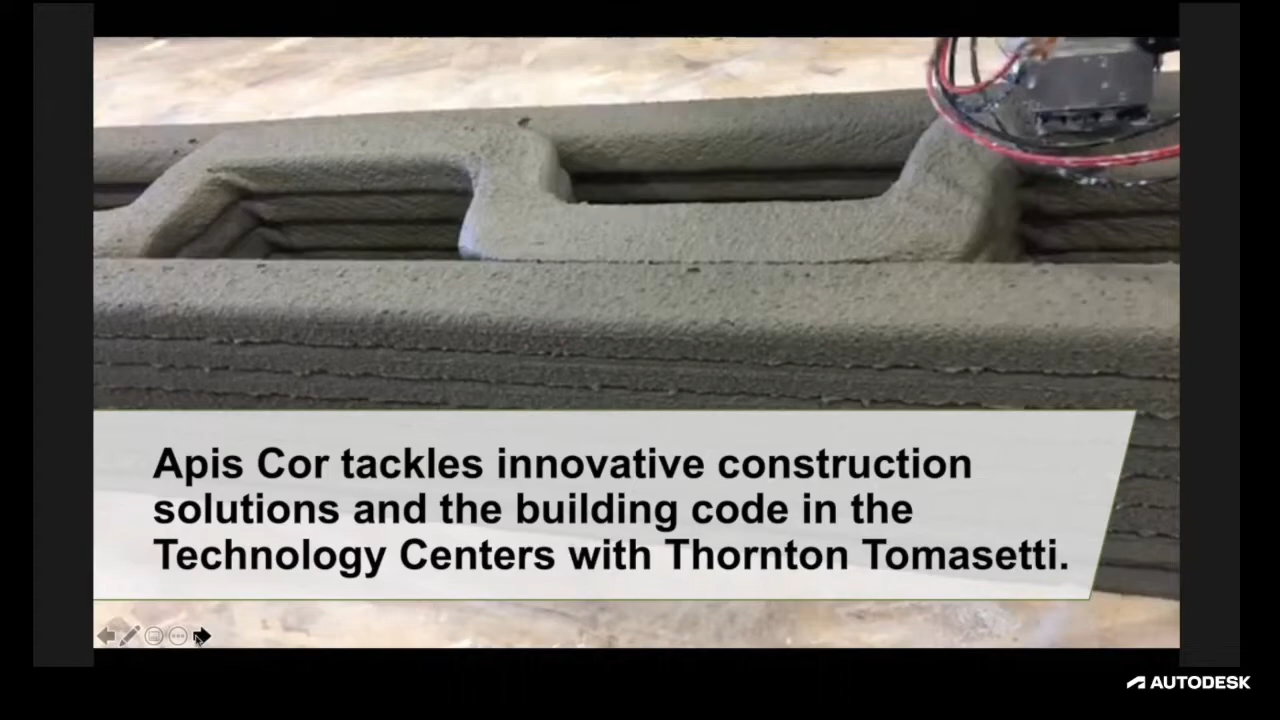 Apis Cor tackles innovative construction
solutions and the building code in the
Technology Centers with Thornton Tomasetti.
AUTODESK